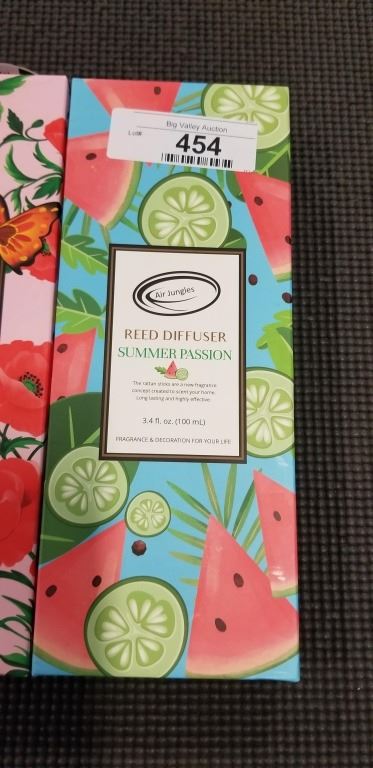 Big Valley Auction
Lot#
454
Air Jungles
REED DIFFUSER
SUMMER PASSION
The rattan sticks are a new fragrance
concept created to scent your home.
Long lasting and highly effective.
3.4 fl. oz. (100 mL)
FRAGRANCE & DECORATION FOR YOUR LIFE